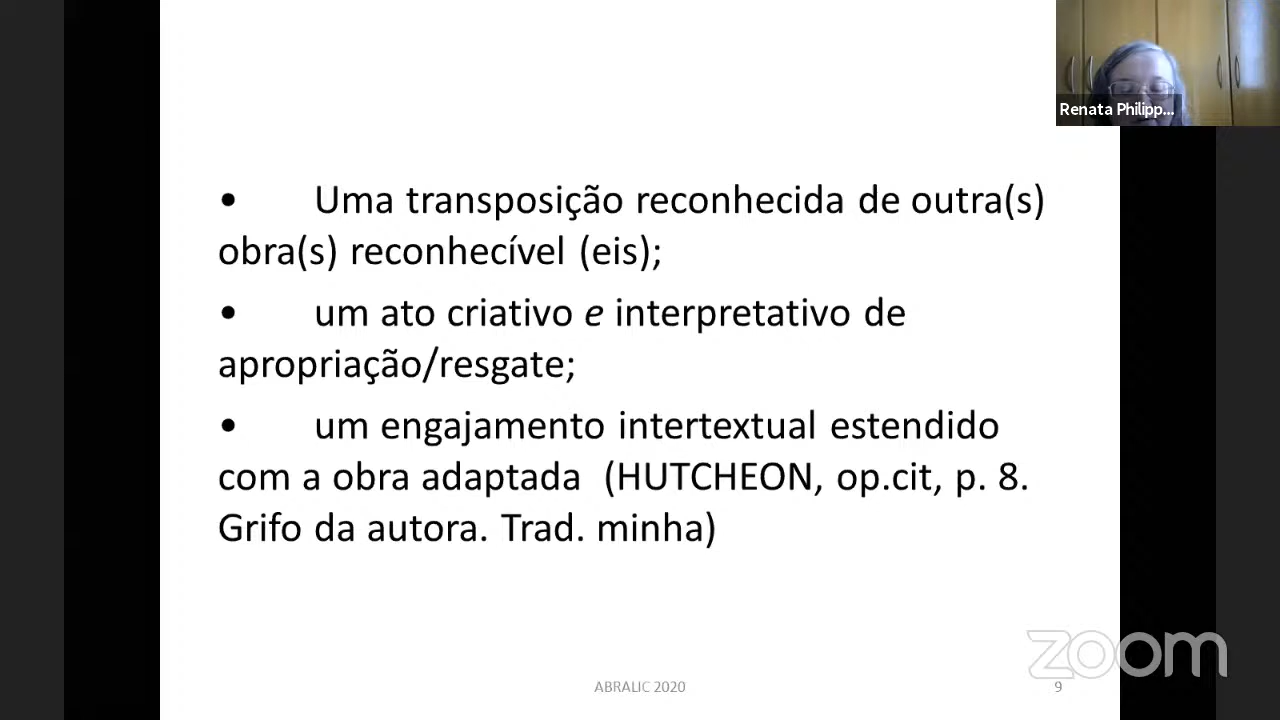 Renata Philipp...
• Uma transposição reconhecida de outra(s)
obra(s) reconhecível (eis);
• um ato criativo e interpretativo de
apropriação/resgate;
• um engajamento intertextual estendido
com a obra adaptada (HUTCHEON, op.cit, p. 8.
Grifo da autora. Trad. minha)
zoom
ABRALIC 2020
9